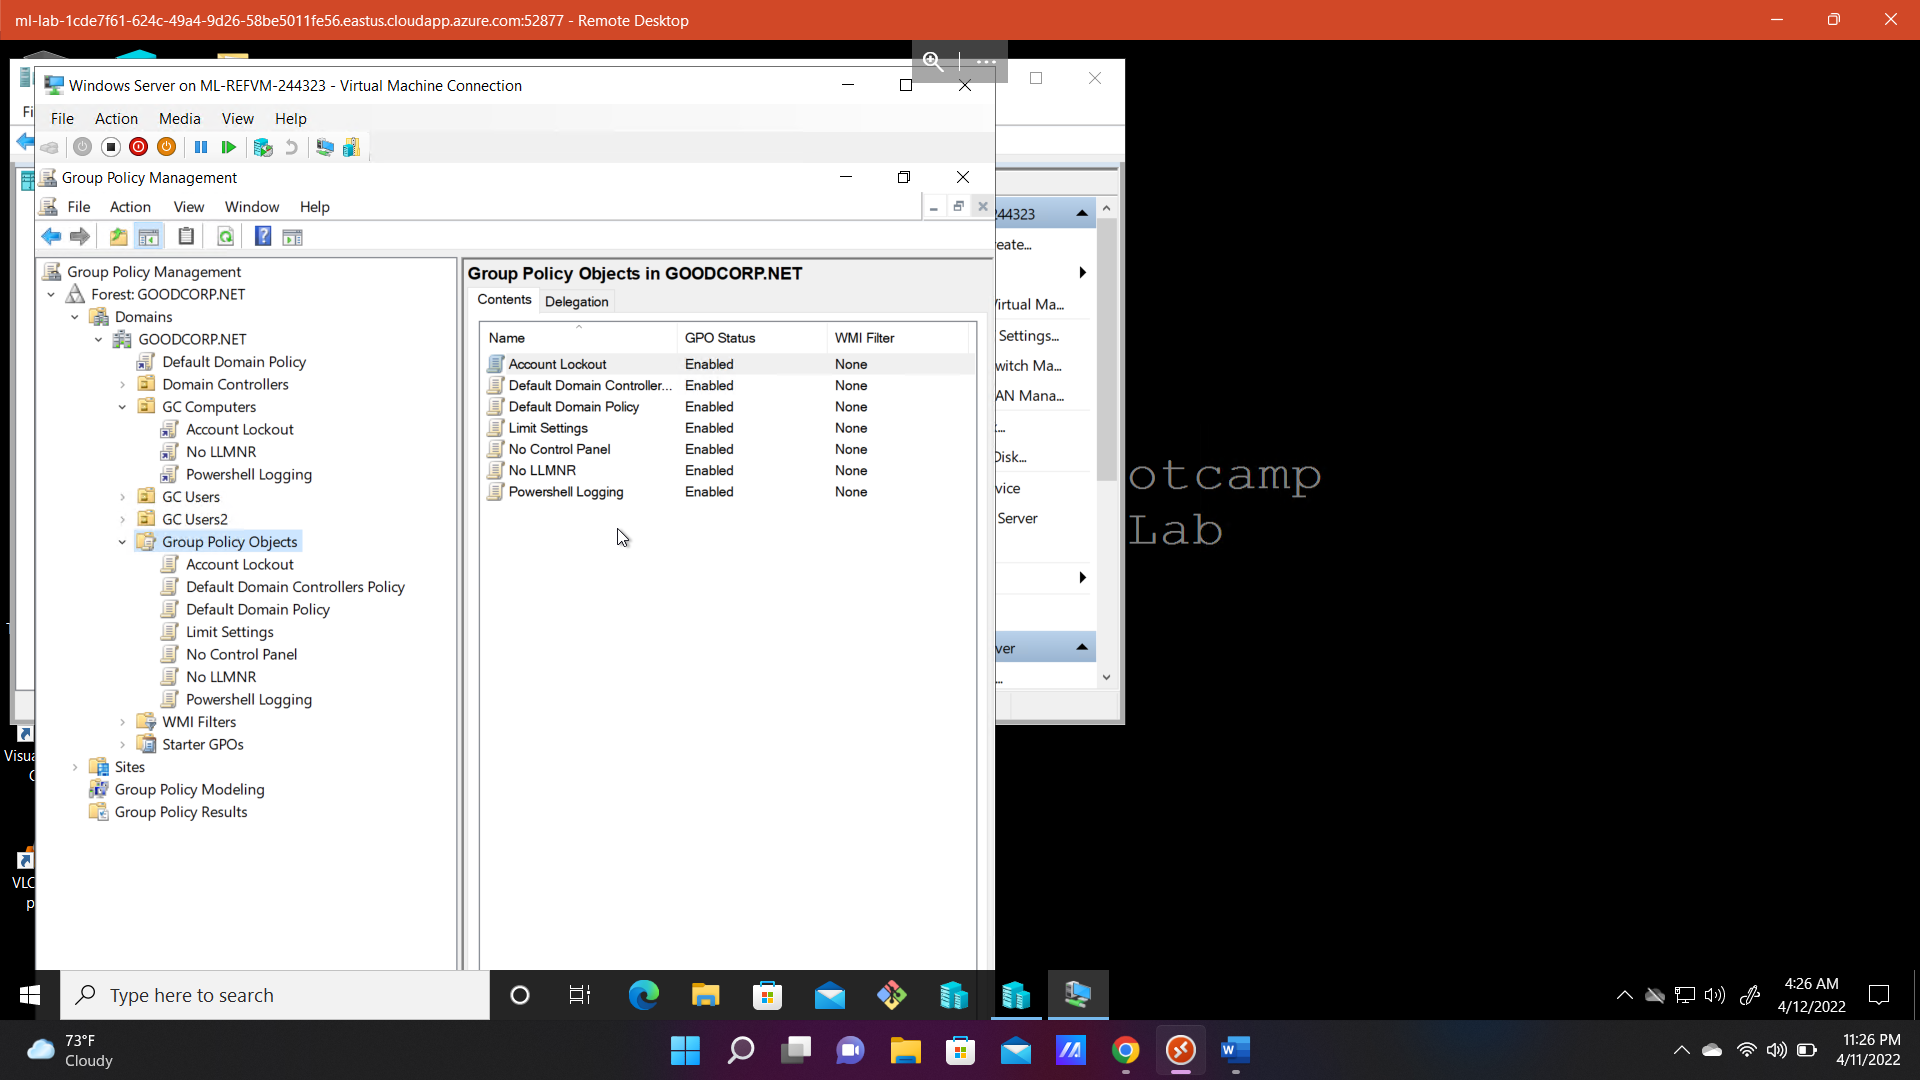 ml-lab-1cde7f61-624c-49a4-9d26-58be5011fe56.eastus.cloudapp.azure.com:52877 - Remote Desktop
Windows Server on ML-REFVM-244323 - Virtual Machine Connection
Fi
File Action Media View Help
Group Policy Management
File Action View Window Help
Group Policy Management
Forest: GOODCORP.NET
Domains
GOODCORP.NET
Default Domain Policy
Domain Controllers
GC Computers
Account Lockout
No LLMNR
Powershell Logging
GC Users
GC Users2
Group Policy Objects
Account Lockout
Default Domain Controllers Policy
Default Domain Policy
Limit Settings
No Control Panel
No LLMNR
Powershell Logging
WMI Filters
Starter GPOs
Sites
Group Policy Modeling
Group Policy Results
Group Policy Objects in GOODCORP.NET
Contents Delegation
Name GPO Status WMI Filter
Account Lockout Enabled None
Default Domain Controller... Enabled None
Default Domain Policy Enabled None
Limit Settings Enabled None
No Control Panel Enabled None
No LLMNR Enabled None
Powershell Logging Enabled None
244323
eate...
irtual Ma...
Settings...
witch Ma...
AN Mana...
Disk...
vice
Server
ver
otcamp
Lab
Visua
VLC
p
Type here to search
4:26 AM
4/12/2022
73°F
Cloudy
11:26 PM
4/11/2022